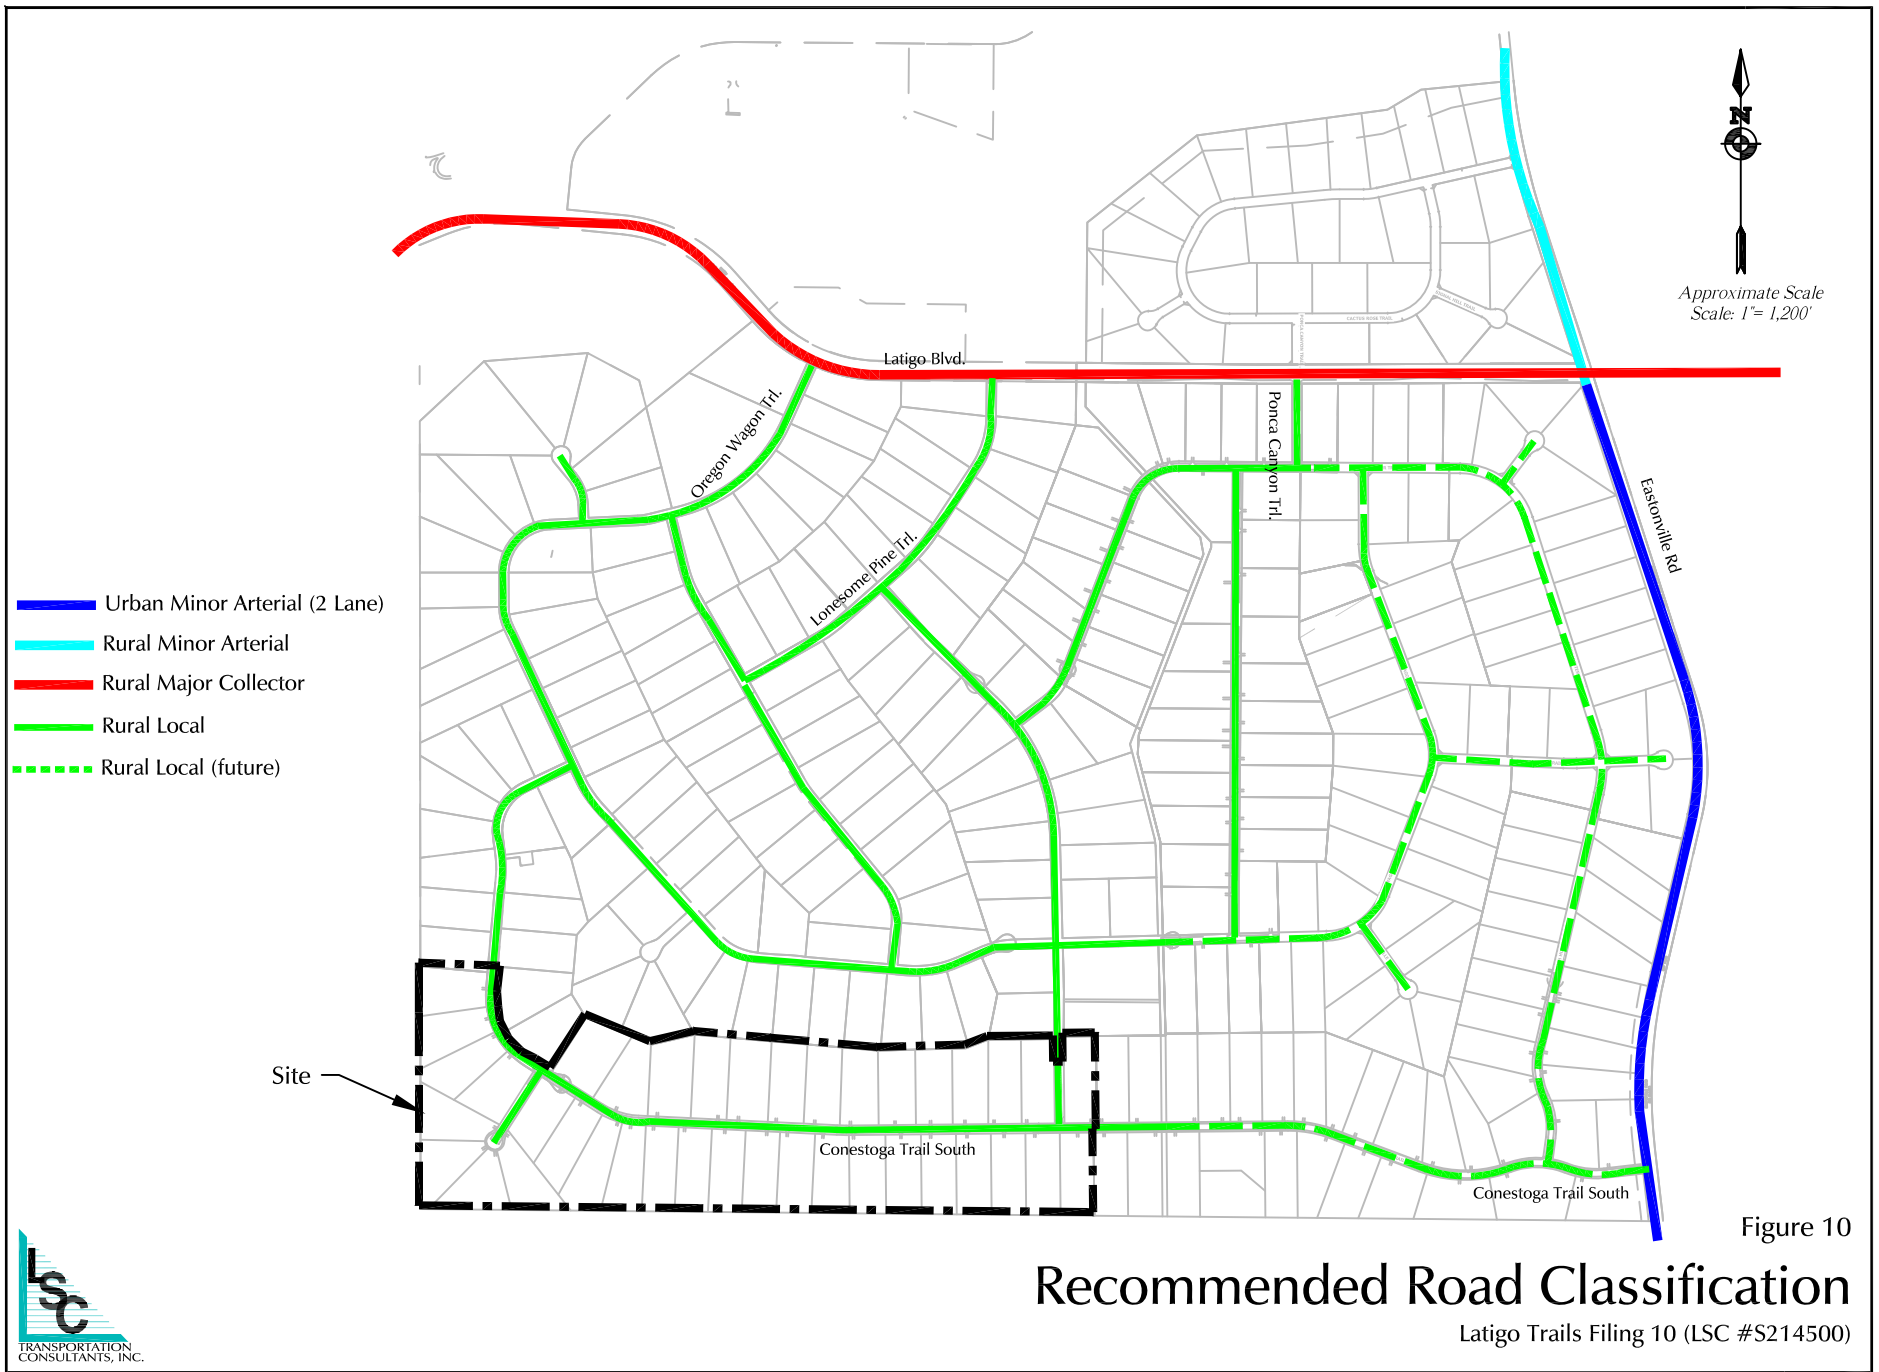 N
Approximate Scale
Scale: 1"= 1,200'
CACTUS ROSE TRAIL
Latigo Blvd.
Oregon Wagon Trl.
Ponca Canyon Trl.
Lonesome Pine Trl.
Eastonville Rd
Urban Minor Arterial (2 Lane)
Rural Minor Arterial
Rural Major Collector
Rural Local
Rural Local (future)
Site
Conestoga Trail South
Conestoga Trail South
Figure 10
Recommended Road Classification
Latigo Trails Filing 10 (LSC #S214500)
LSC
TRANSPORTATION
CONSULTANTS, INC.